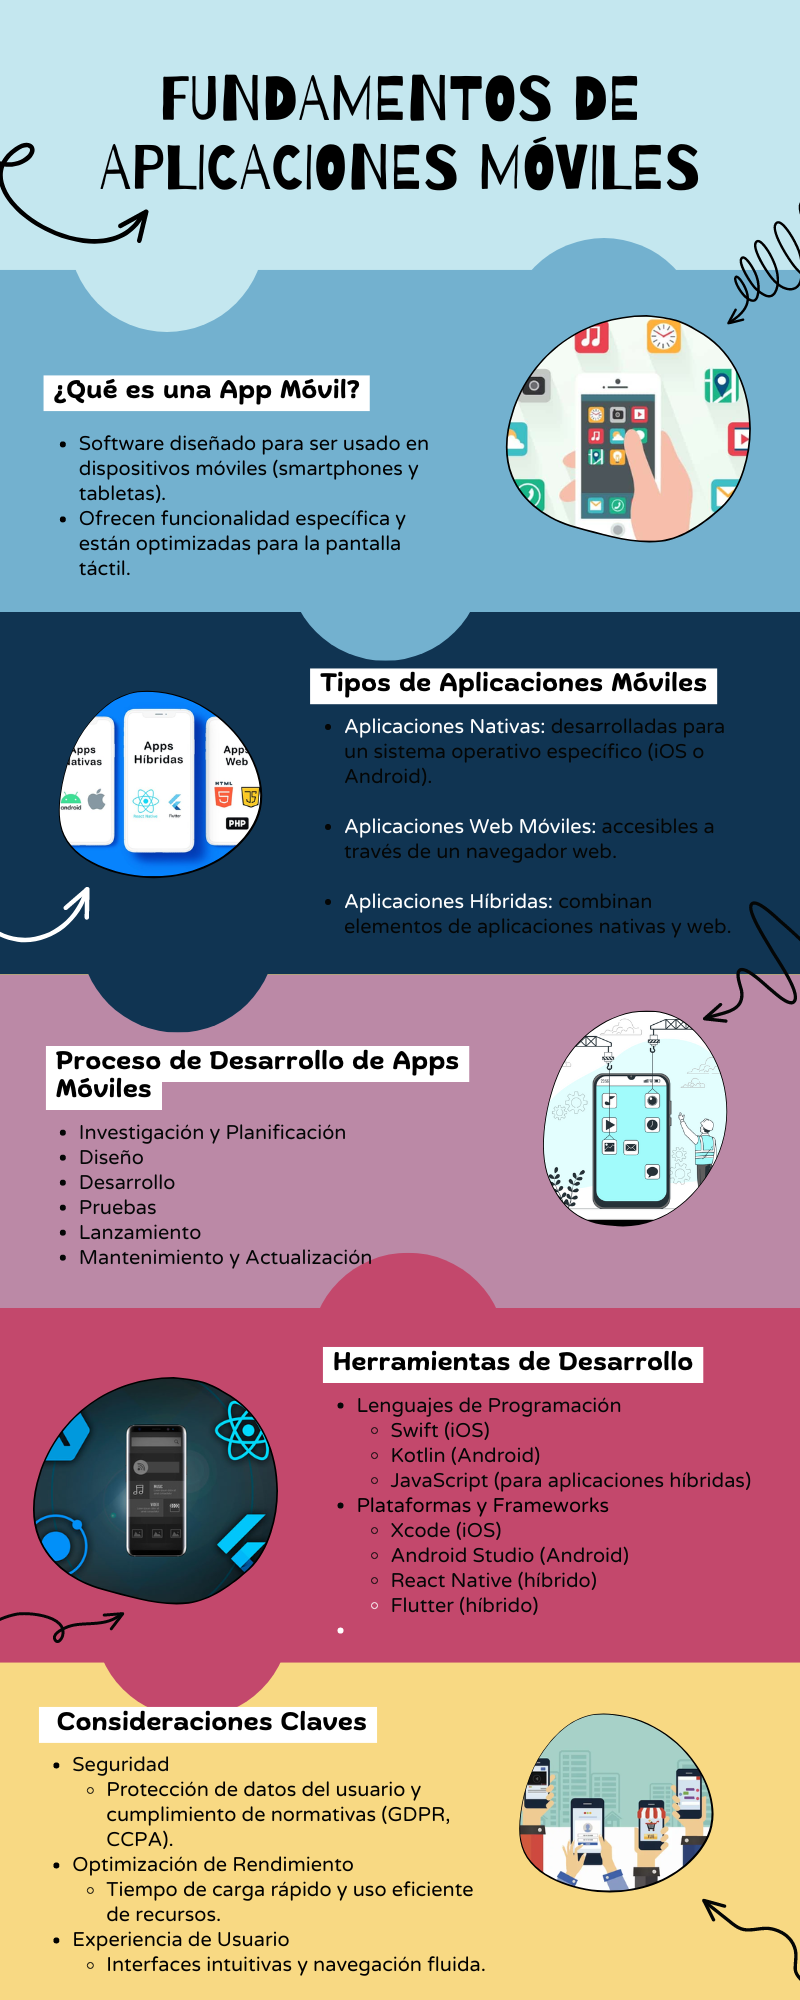 FUNDAMENTOS DE
APLICACIONES MÓVILES
¿Qué es una App Móvil?
• Software diseñado para ser usado en
dispositivos móviles (smartphones y
tabletas).
• Ofrecen funcionalidad específica y
están optimizadas para la pantalla
táctil.
Tipos de Aplicaciones Móviles
• Aplicaciones Nativas: desarrolladas para
un sistema operativo específico (iOS o
Android).
• Aplicaciones Web Móviles: accesibles a
través de un navegador web.
• Aplicaciones Híbridas: combinan
elementos de aplicaciones nativas y web.
Apps
Híbridas
React Native
Flutter
Apps
Web
HTML
5
JS
PHP
android
Proceso de Desarrollo de Apps
Móviles
• Investigación y Planificación
• Diseño
• Desarrollo
• Pruebas
• Lanzamiento
• Mantenimiento y Actualización
Herramientas de Desarrollo
• Lenguajes de Programación
◦ Swift (iOS)
◦ Kotlin (Android)
◦ JavaScript (para aplicaciones híbridas)
• Plataformas y Frameworks
◦ Xcode (iOS)
◦ Android Studio (Android)
◦ React Native (híbrido)
◦ Flutter (híbrido)
•
Consideraciones Claves
• Seguridad
◦ Protección de datos del usuario y
cumplimiento de normativas (GDPR,
CCPA).
• Optimización de Rendimiento
◦ Tiempo de carga rápido y uso eficiente
de recursos.
• Experiencia de Usuario
◦ Interfaces intuitivas y navegación fluida.